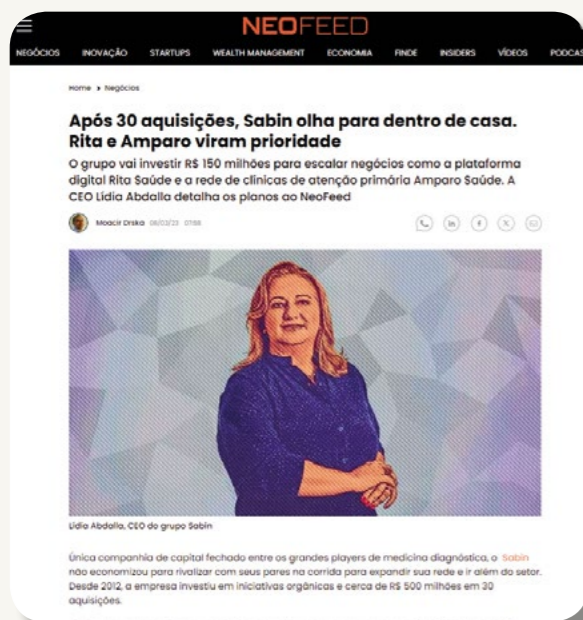 NEOFEED
NEGÓCIOS INOVAÇÃO STARTUPS WEALTH MANAGEMENT ECONOMIA FINDE INSIDERS VÍDEOS PODCAS
Home > Negócios
Após 30 aquisições, Sabin olha para dentro de casa.
Rita e Amparo viram prioridade
O grupo vai investir R$ 150 milhões para escalar negócios como a plataforma
digital Rita Saúde e a rede de clínicas de atenção primária Amparo Saúde. A
CEO Lídia Abdalla detalha os planos ao NeoFeed
Moacir Drska
Lídia Abdalla, CEO do grupo Sabin
Única companhia de capital fechado entre os grandes players de medicina diagnóstica, o Sabin
não economizou para rivalizar com seus pares na corrida para expandir sua rede e ir além do setor.
Desde 2012, a empresa investiu em iniciativas orgânicas e cerca de R$ 500 milhões em 30
aquisições.